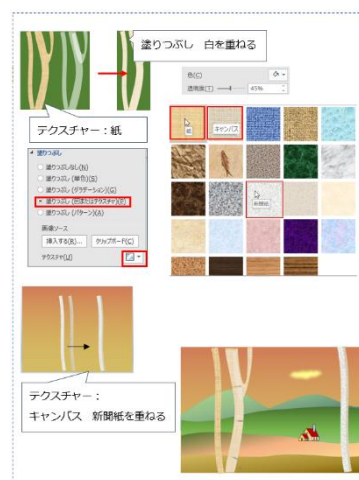 塗りつぶし　白を重ねる
色(C)
透明度(T)
45%
テクスチャー：紙
紙
キャンバス
塗りつぶし
塗りつぶしなし(N)
塗りつぶし (単色)(S)
塗りつぶし (グラデーション)(G)
塗りつぶし (図またはテクスチャ)(P)
塗りつぶし (パターン)(A)
画像ソース
挿入する(R)...
クリップボード(C)
テクスチャ(U)
新聞紙
テクスチャー：
キャンバス　新聞紙を重ねる